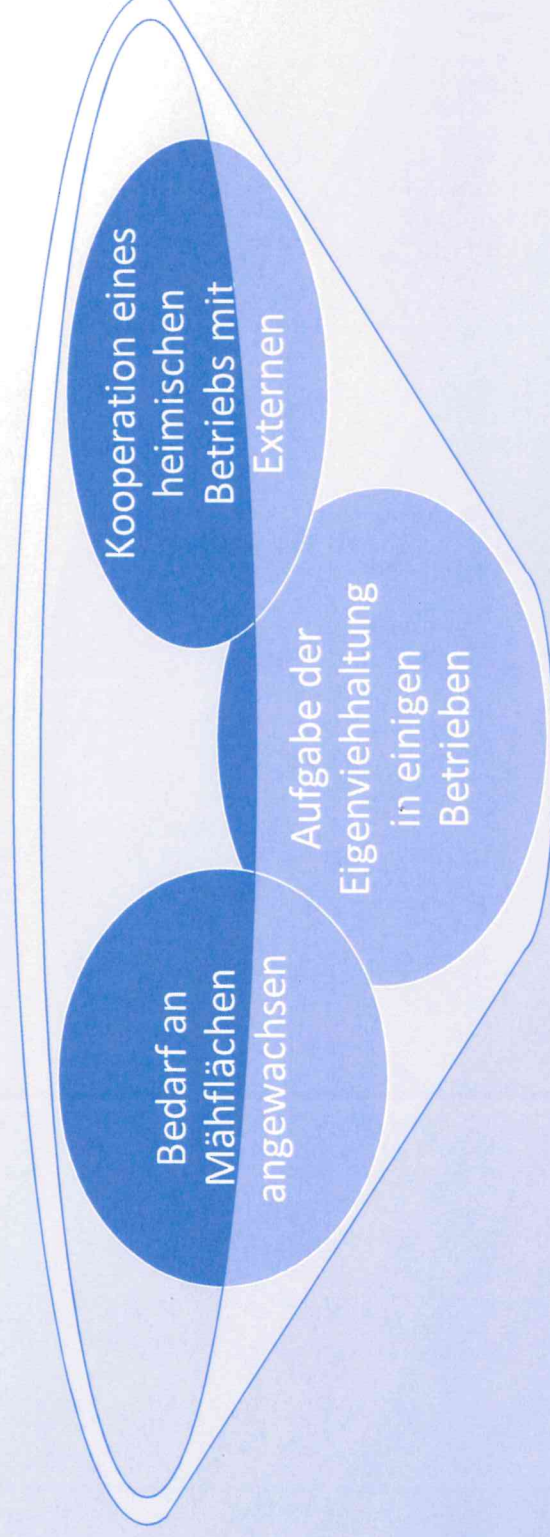 Bedarf an
Mähflächen
angewachsen
Aufgabe der
Eigenviehhaltung
in einigen
Betrieben
Kooperation eines
heimischen
Betriebs mit
Externen